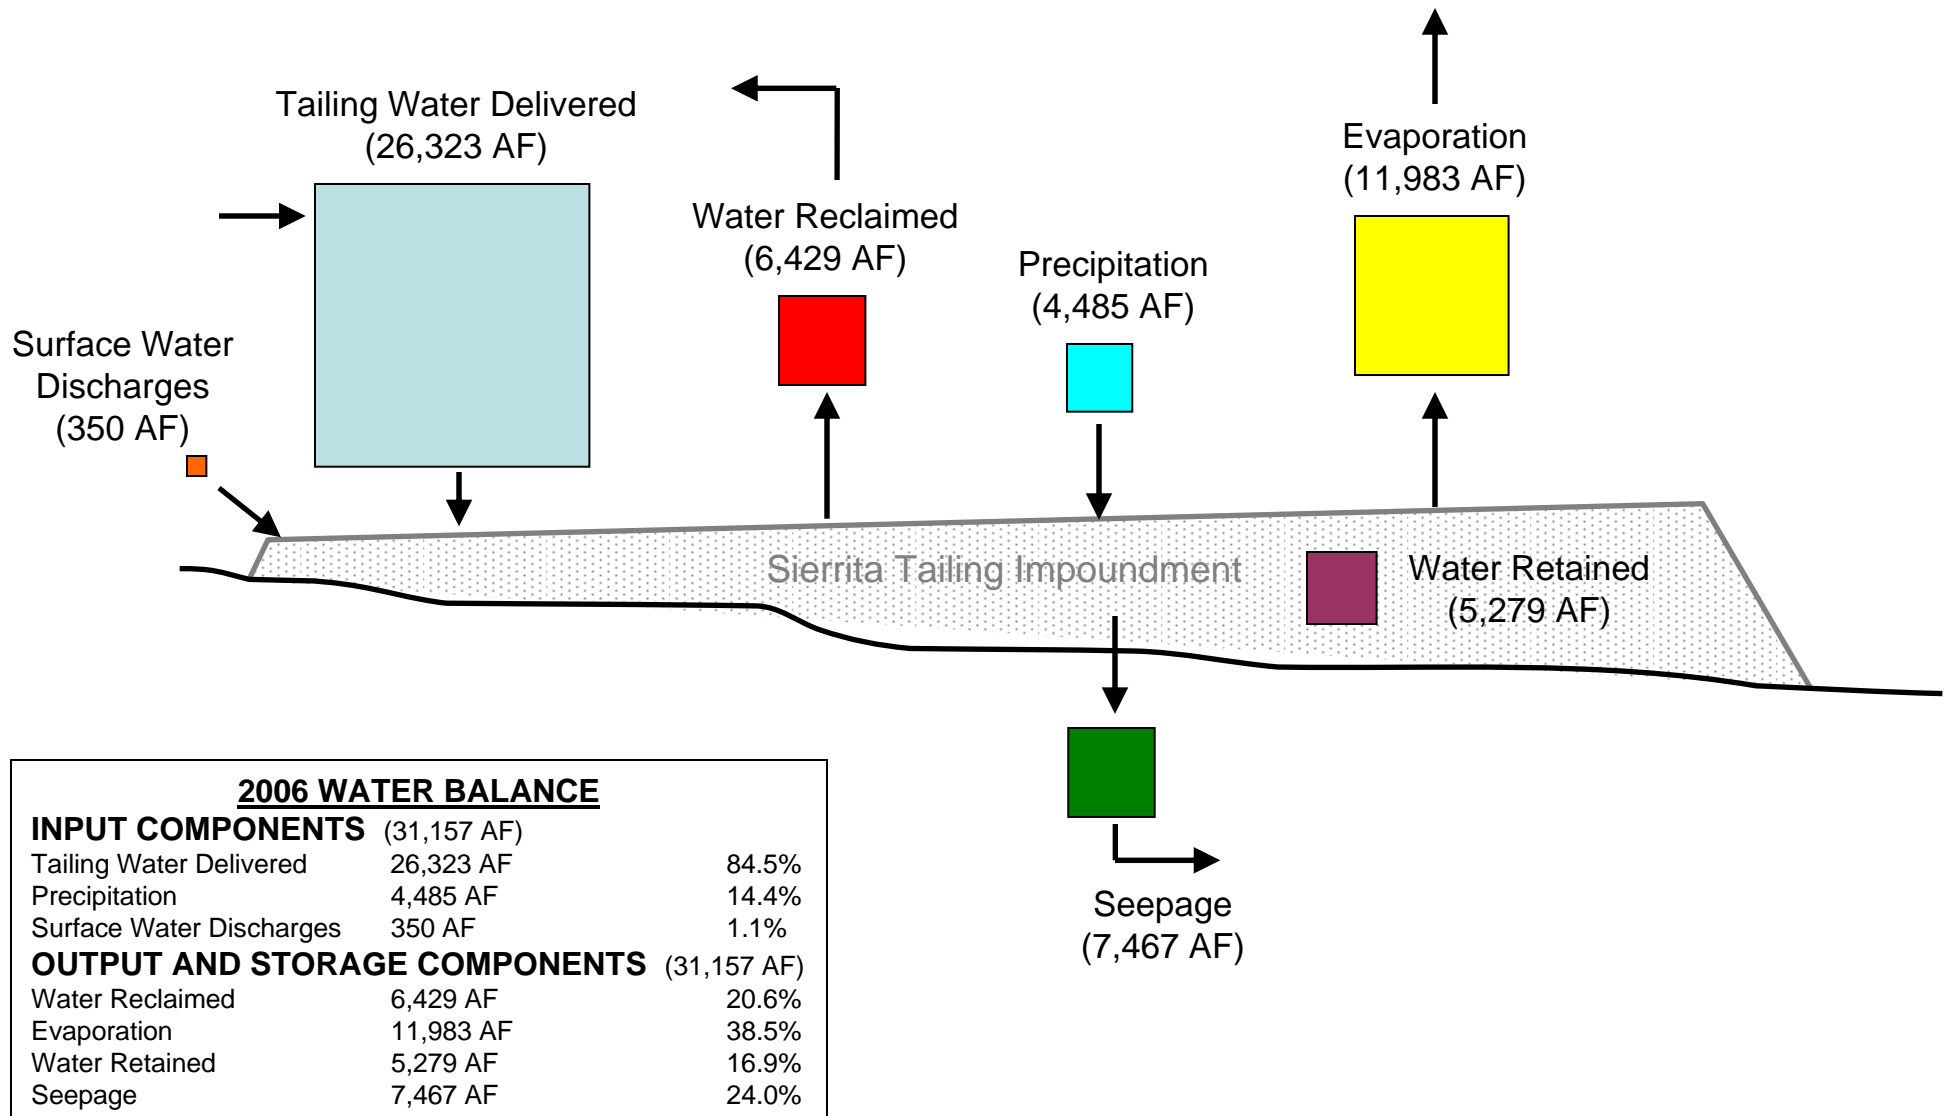 Tailing Water Delivered
(26,323 AF)
Water Reclaimed
(6,429 AF)
Precipitation
(4,485 AF)
Evaporation
(11,983 AF)
Surface Water
Discharges
(350 AF)
Sierrita Tailing Impoundment
Water Retained
(5,279 AF)
Seepage
(7,467 AF)
2006 WATER BALANCE
INPUT COMPONENTS (31,157 AF)
Tailing Water Delivered 26,323 AF 84.5%
Precipitation 4,485 AF 14.4%
Surface Water Discharges 350 AF 1.1%
OUTPUT AND STORAGE COMPONENTS (31,157 AF)
Water Reclaimed 6,429 AF 20.6%
Evaporation 11,983 AF 38.5%
Water Retained 5,279 AF 16.9%
Seepage 7,467 AF 24.0%